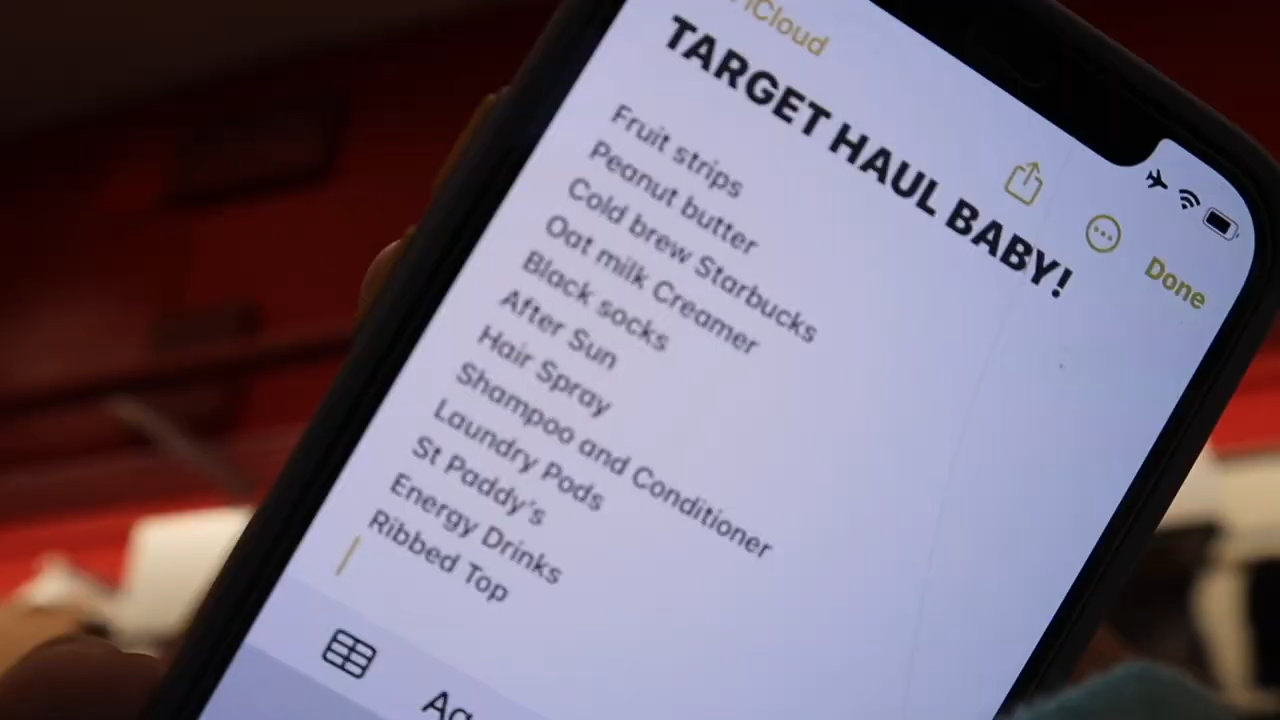 iCloud
TARGET HAUL BABY!
Done
Fruit strips
Peanut butter
Cold brew Starbucks
Oat milk Creamer
Black socks
After Sun
Hair Spray
Shampoo and Conditioner
Laundry Pods
St Paddy's
Energy Drinks
Ribbed Top
Aa